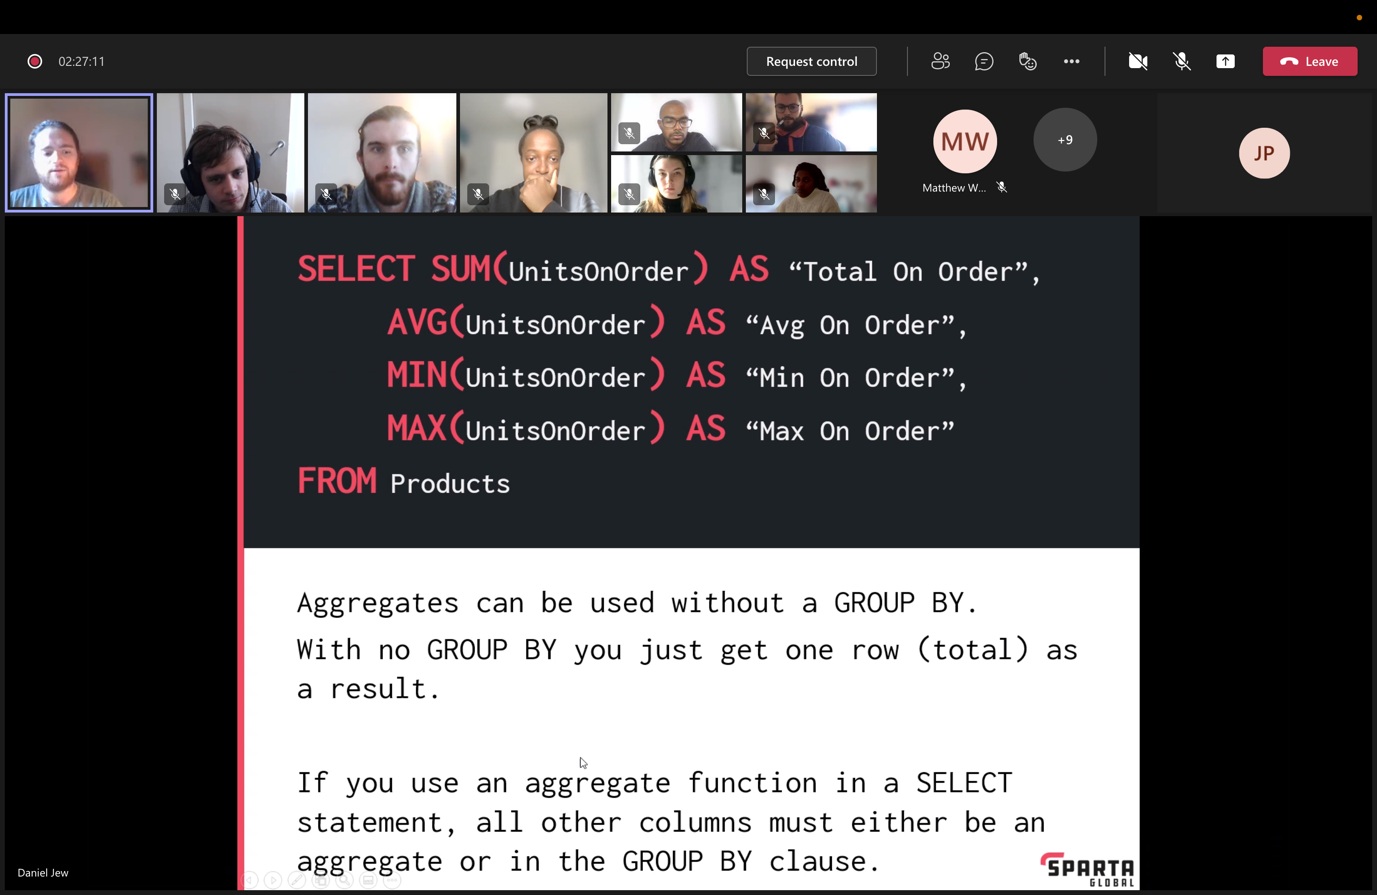 02:27:11
Request control
Leave
MW
+9
JP
Matthew W...
SELECT SUM(UnitsOnOrder) AS “Total On Order”,
AVG(UnitsOnOrder) AS “Avg On Order”,
MIN(UnitsOnOrder) AS “Min On Order”,
MAX(UnitsOnOrder) AS “Max On Order”
FROM Products
Aggregates can be used without a GROUP BY.
With no GROUP BY you just get one row (total) as
a result.
If you use an aggregate function in a SELECT
statement, all other columns must either be an
aggregate or in the GROUP BY clause.
SPARTA
GLOBAL
Daniel Jew